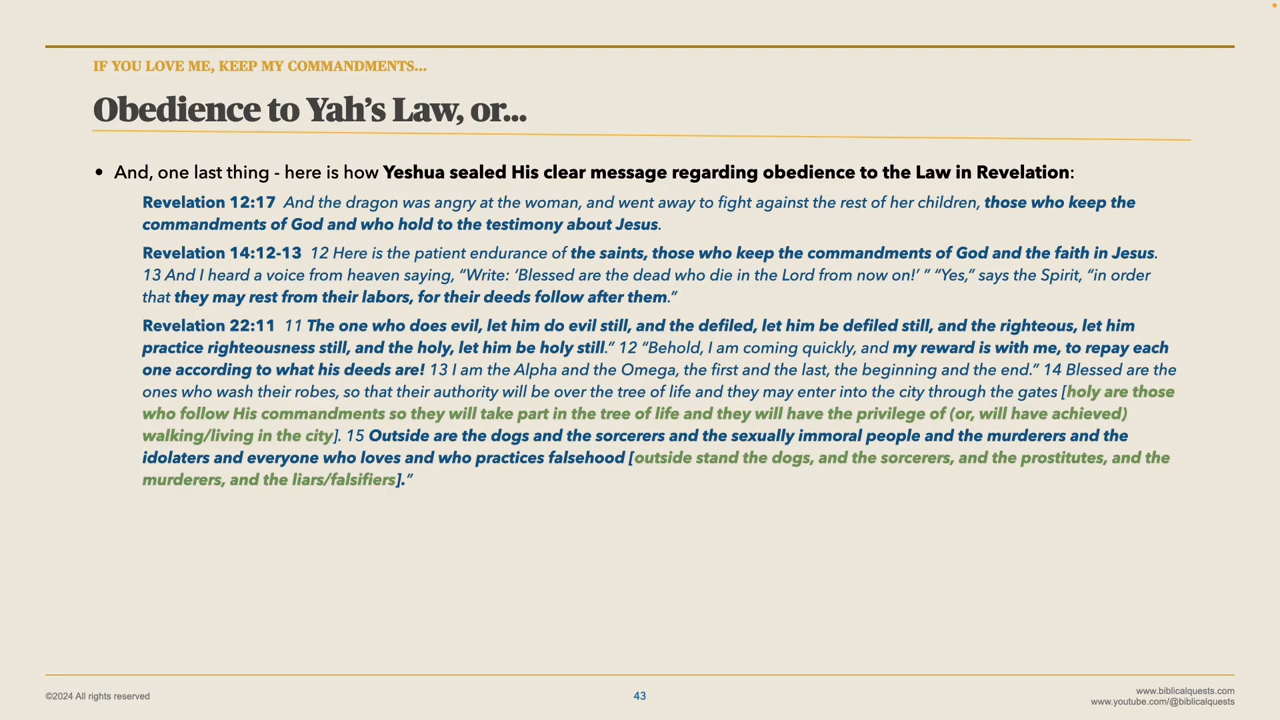 IF YOU LOVE ME, KEEP MY COMMANDMENTS...
Obedience to Yah’s Law, or...
• And, one last thing - here is how Yeshua sealed His clear message regarding obedience to the Law in Revelation:
Revelation 12:17 And the dragon was angry at the woman, and went away to fight against the rest of her children, those who keep the
commandments of God and who hold to the testimony about Jesus.
Revelation 14:12-13 12 Here is the patient endurance of the saints, those who keep the commandments of God and the faith in Jesus.
13 And I heard a voice from heaven saying, “Write: ‘Blessed are the dead who die in the Lord from now on!’ ” “Yes,” says the Spirit, “in order
that they may rest from their labors, for their deeds follow after them.”
Revelation 22:11 11 The one who does evil, let him do evil still, and the defiled, let him be defiled still, and the righteous, let him
practice righteousness still, and the holy, let him be holy still.” 12 “Behold, I am coming quickly, and my reward is with me, to repay each
one according to what his deeds are! 13 I am the Alpha and the Omega, the first and the last, the beginning and the end.” 14 Blessed are the
ones who wash their robes, so that their authority will be over the tree of life and they may enter into the city through the gates [holy are those
who follow His commandments so they will take part in the tree of life and they will have the privilege of (or, will have achieved)
walking/living in the city]. 15 Outside are the dogs and the sorcerers and the sexually immoral people and the murderers and the
idolaters and everyone who loves and who practices falsehood [outside stand the dogs, and the sorcerers, and the prostitutes, and the
murderers, and the liars/falsifiers].”
©2024 All rights reserved
43
www.biblicalquests.com
www.youtube.com/@biblicalquests